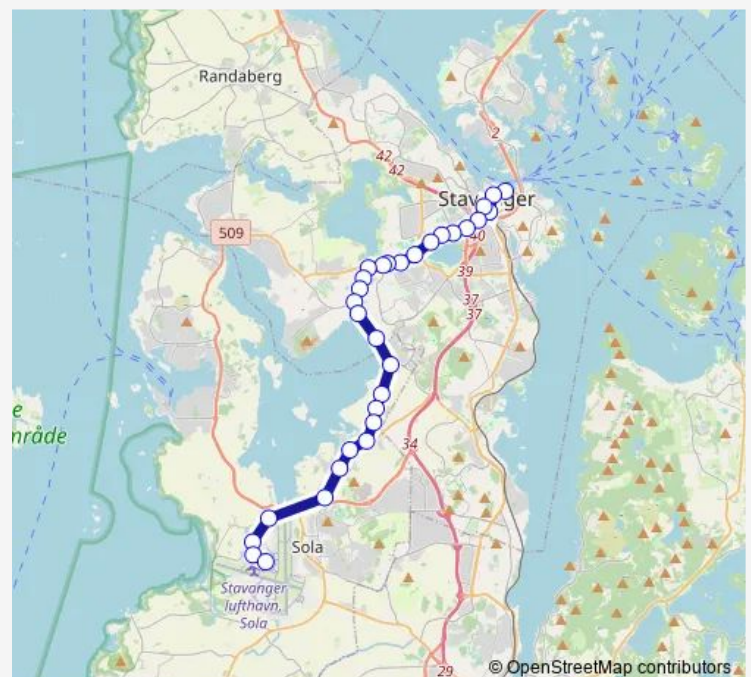 Randaberg
2
42
42
Stavanger
509
40
39
37
37
e
nråde
34
Sola
Stavanger
lufthavn,
Sola
29
© OpenStreetMap contributors